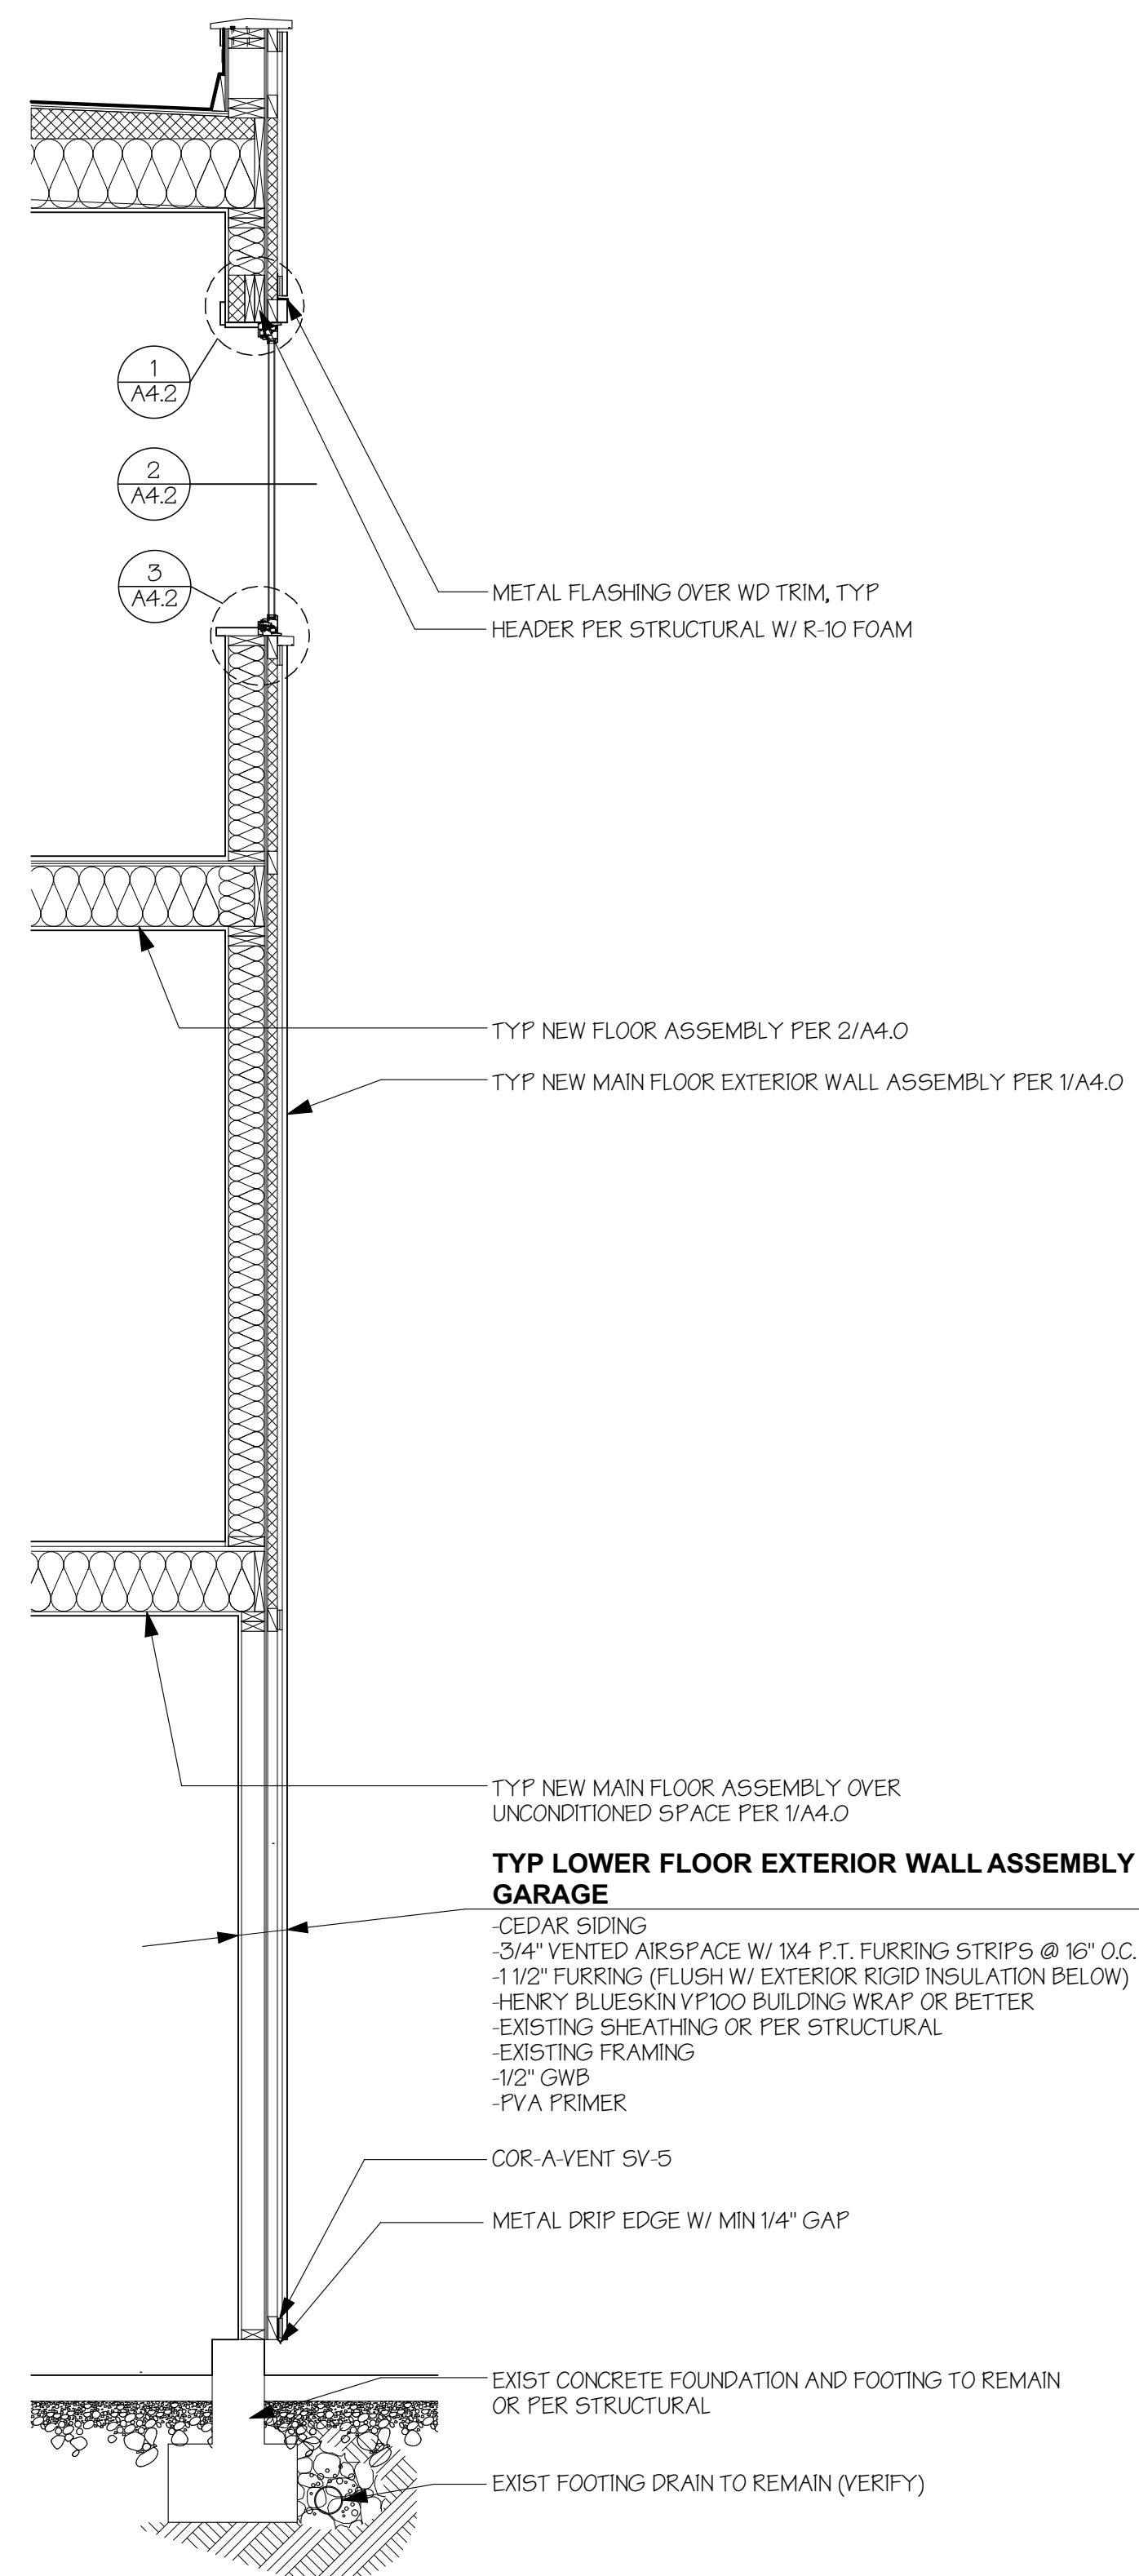 1
A4.2
2
A4.2
3
A4.2
METAL FLASHING OVER WD TRIM, TYP
HEADER PER STRUCTURAL W/ R-10 FOAM
TYP NEW FLOOR ASSEMBLY PER 2/A4.0
TYP NEW MAIN FLOOR EXTERIOR WALL ASSEMBLY PER 1/A4.0
TYP NEW MAIN FLOOR ASSEMBLY OVER
UNCONDITIONED SPACE PER 1/A4.0
TYP LOWER FLOOR EXTERIOR WALL ASSEMBLY
GARAGE
-CEDAR SIDING
-3/4" VENTED AIRSPACE W/ 1X4 P.T. FURRING STRIPS @ 16" O.C.
-1 1/2" FURRING (FLUSH W/ EXTERIOR RIGID INSULATION BELOW)
-HENRY BLUESKIN VP100 BUILDING WRAP OR BETTER
-EXISTING SHEATHING OR PER STRUCTURAL
-EXISTING FRAMING
-1/2" GWB
-PVA PRIMER
COR-A-VENT SV-5
METAL DRIP EDGE W/ MIN 1/4" GAP
EXIST CONCRETE FOUNDATION AND FOOTING TO REMAIN
OR PER STRUCTURAL
EXIST FOOTING DRAIN TO REMAIN (VERIFY)